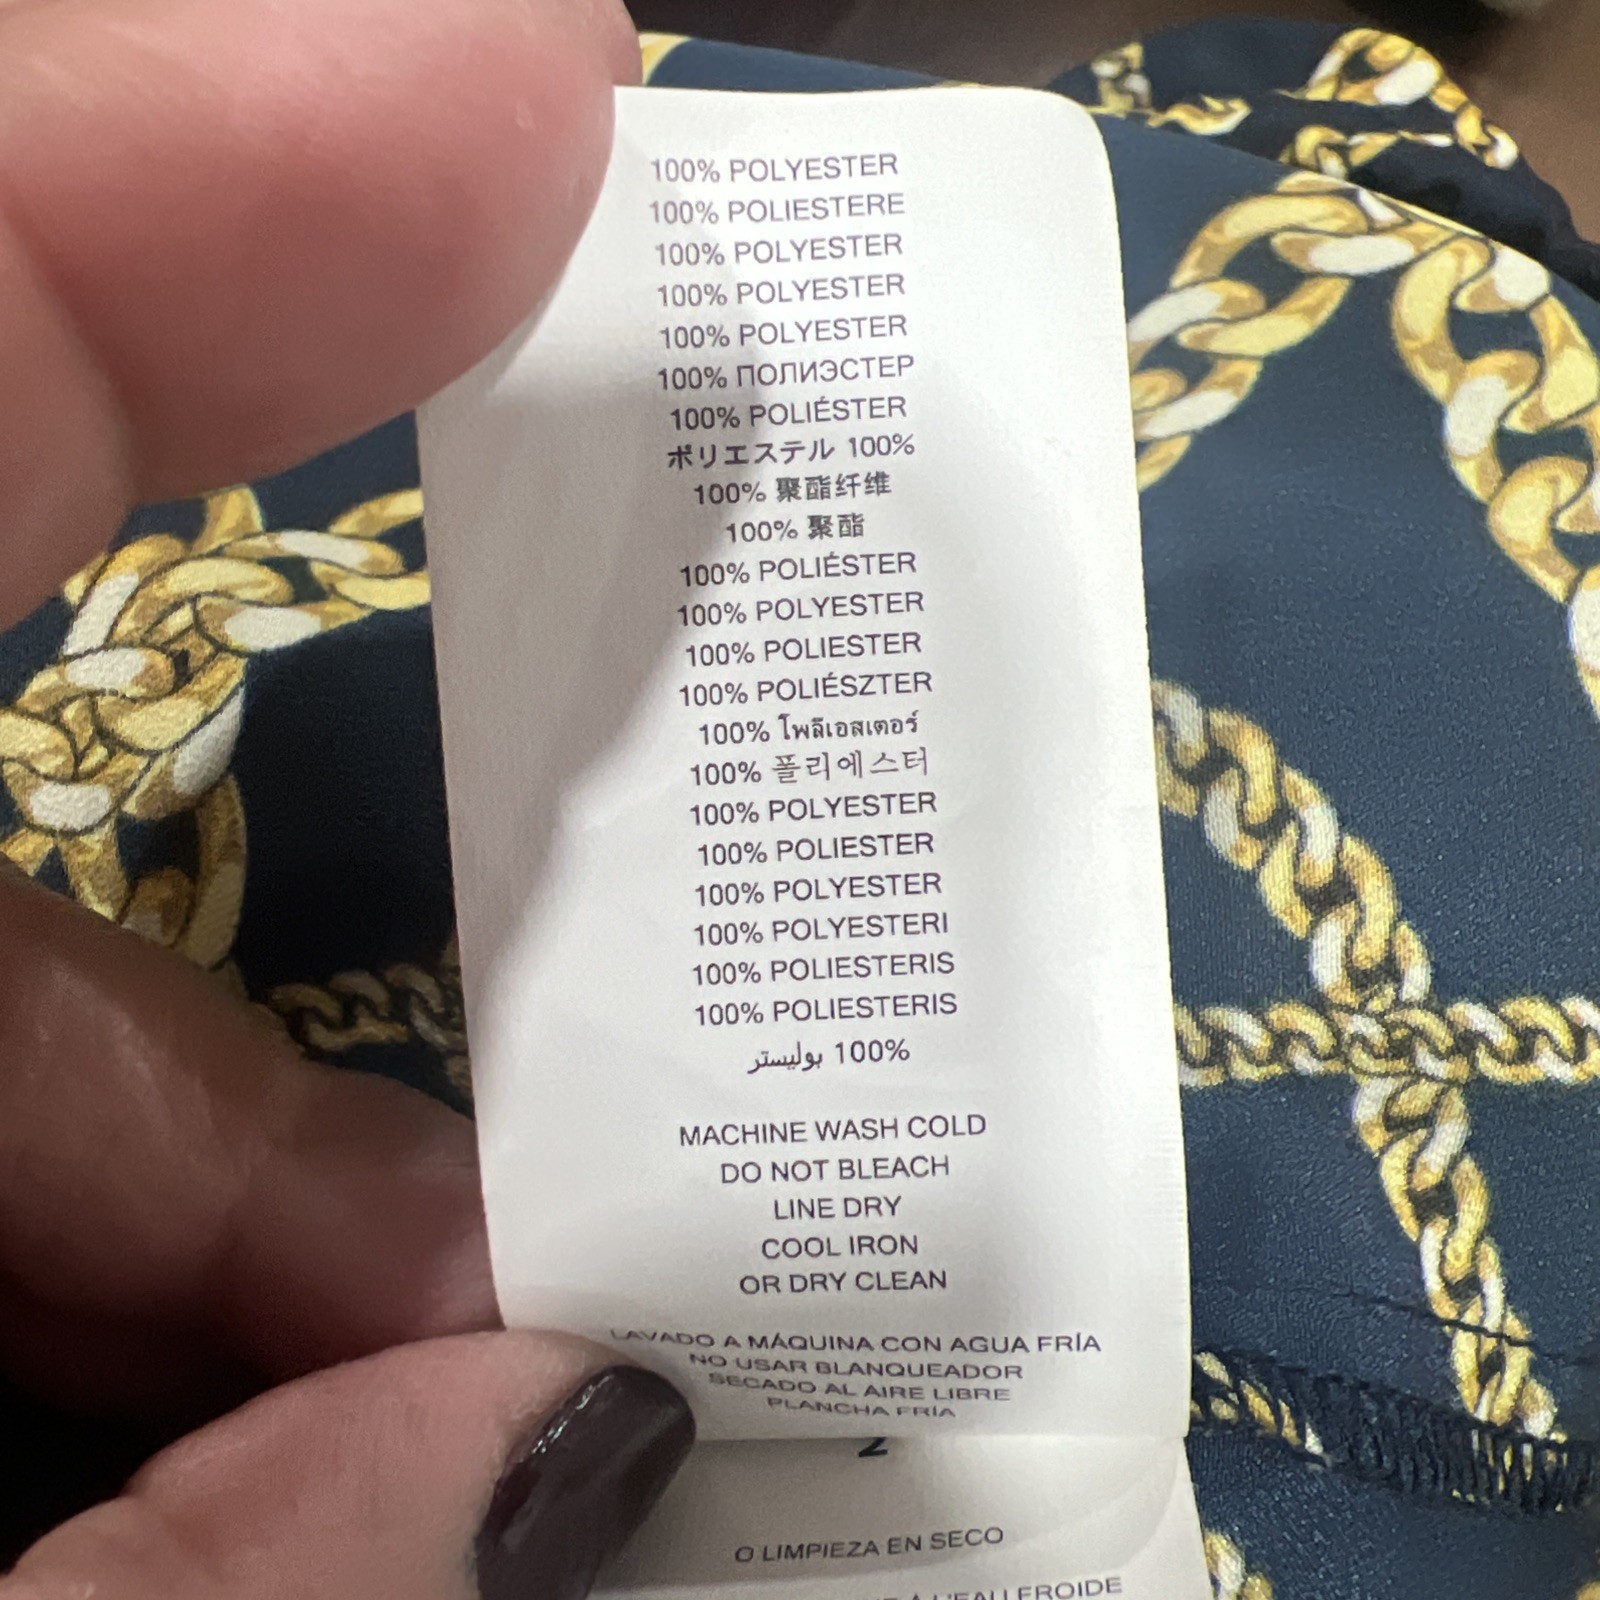 100% POLYESTER
100% POLIESTERE
100% POLYESTER
100% POLYESTER
100% POLYESTER
100% ПОЛИЭСТЕР
100% POLIÉSTER
ポリエステル 100%
100% 聚酯纤维
100% 聚酯
100% POLIÉSTER
100% POLYESTER
100% POLIESTER
100% POLIÉSZTER
100% โพลีเอสเตอร์
100% 폴리에스터
100% POLYESTER
100% POLIESTER
100% POLYESTER
100% POLYESTERI
100% POLIESTERIS
100% POLIESTERIS
100% بوليستر
MACHINE WASH COLD
DO NOT BLEACH
LINE DRY
COOL IRON
OR DRY CLEAN
LAVADO A MÁQUINA CON AGUA FRÍA
NO USAR BLANQUEADOR
SECADO AL AIRE LIBRE
PLANCHA FRÍA
O LIMPIEZA EN SECO
À L'EAU FROIDE